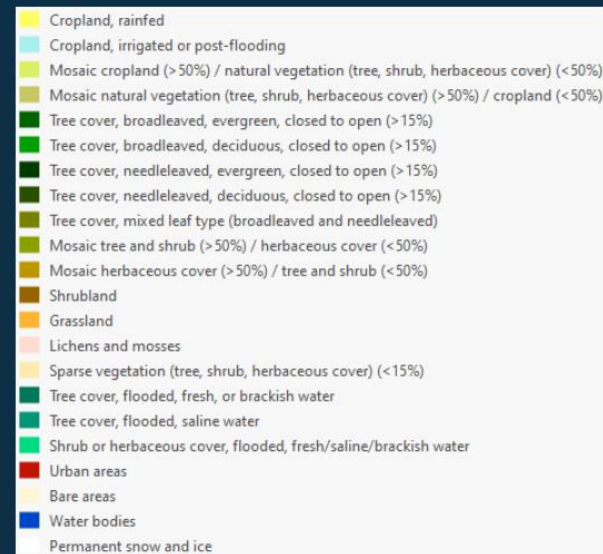 Cropland, rainfed
Cropland, irrigated or post-flooding
Mosaic cropland (>50%) / natural vegetation (tree, shrub, herbaceous cover) (<50%)
Mosaic natural vegetation (tree, shrub, herbaceous cover) (>50%) / cropland (<50%)
Tree cover, broadleaved, evergreen, closed to open (>15%)
Tree cover, broadleaved, deciduous, closed to open (>15%)
Tree cover, needleleaved, evergreen, closed to open (>15%)
Tree cover, needleleaved, deciduous, closed to open (>15%)
Tree cover, mixed leaf type (broadleaved and needleleaved)
Mosaic tree and shrub (>50%) / herbaceous cover (<50%)
Mosaic herbaceous cover (>50%) / tree and shrub (<50%)
Shrubland
Grassland
Lichens and mosses
Sparse vegetation (tree, shrub, herbaceous cover) (<15%)
Tree cover, flooded, fresh, or brackish water
Tree cover, flooded, saline water
Shrub or herbaceous cover, flooded, fresh/saline/brackish water
Urban areas
Bare areas
Water bodies
Permanent snow and ice